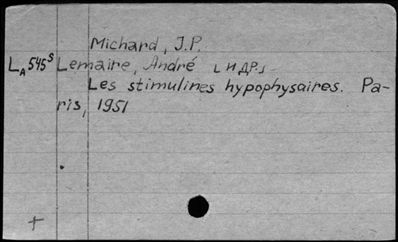 Michard, J.P.
LA545s Lemaire, André [И ДР.]
Les stimulines hypophysaires. Pa-
ris, 1951
+